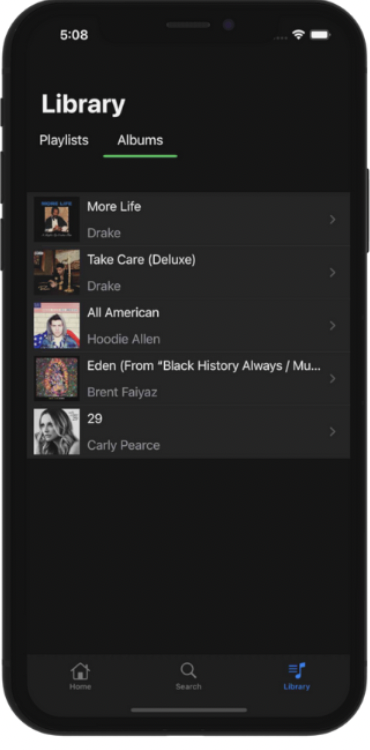 5:08
Library
Playlists Albums
More Life
Drake
Take Care (Deluxe)
Drake
All American
Hoodie Allen
Eden (From “Black History Always / Mu...
Brent Faiyaz
29
Carly Pearce
Home Search Library